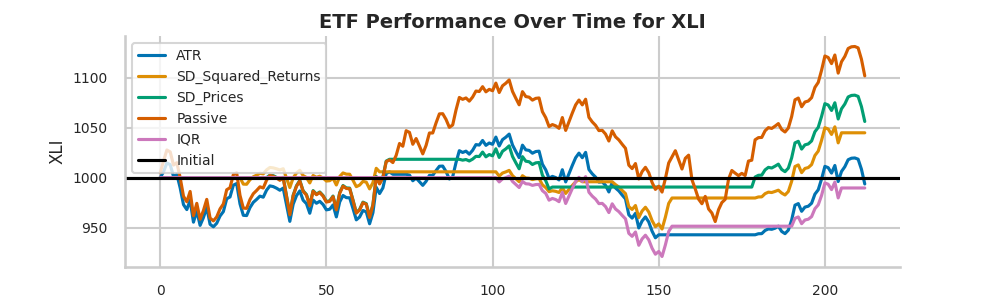 ETF Performance Over Time for XLI
XLI
1100
1050
1000
950
ATR
SD_Squared_Returns
SD_Prices
Passive
IQR
Initial
0
50
100
150
200